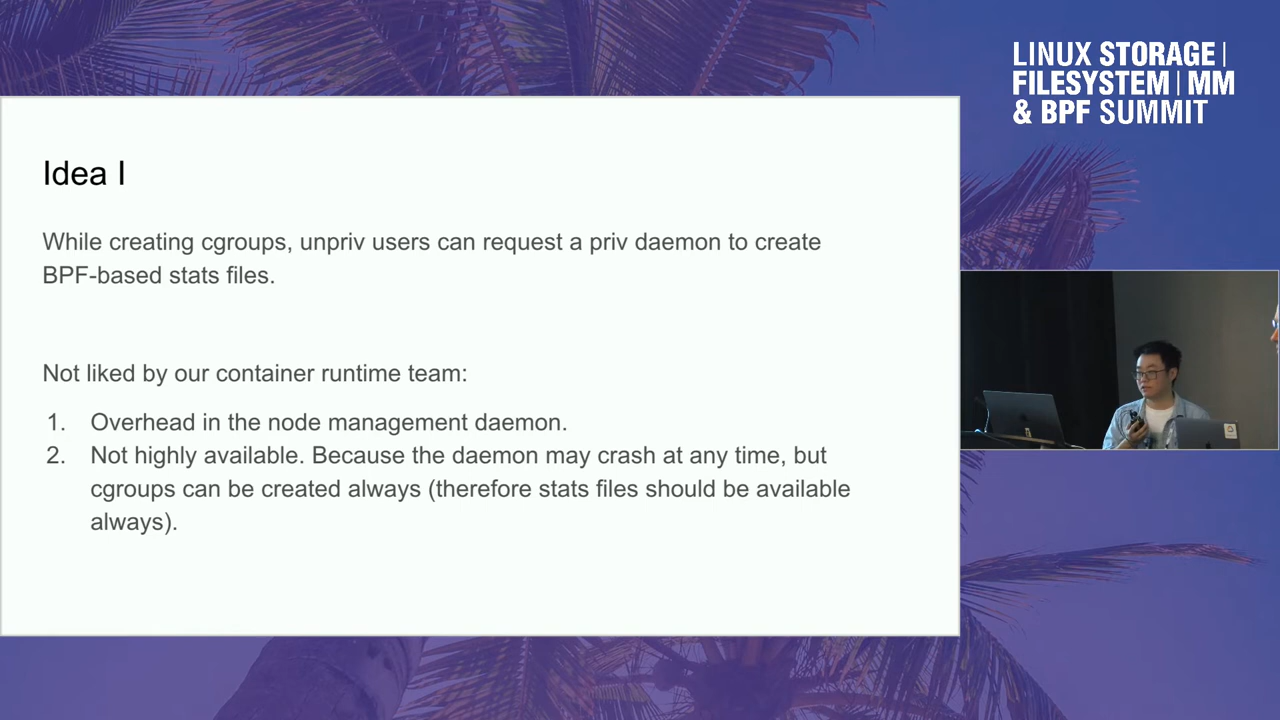 LINUX STORAGE |
FILESYSTEM | MM
& BPF SUMMIT
Idea I
While creating cgroups, unpriv users can request a priv daemon to create
BPF-based stats files.
Not liked by our container runtime team:
1. Overhead in the node management daemon.
2. Not highly available. Because the daemon may crash at any time, but
cgroups can be created always (therefore stats files should be available
always).